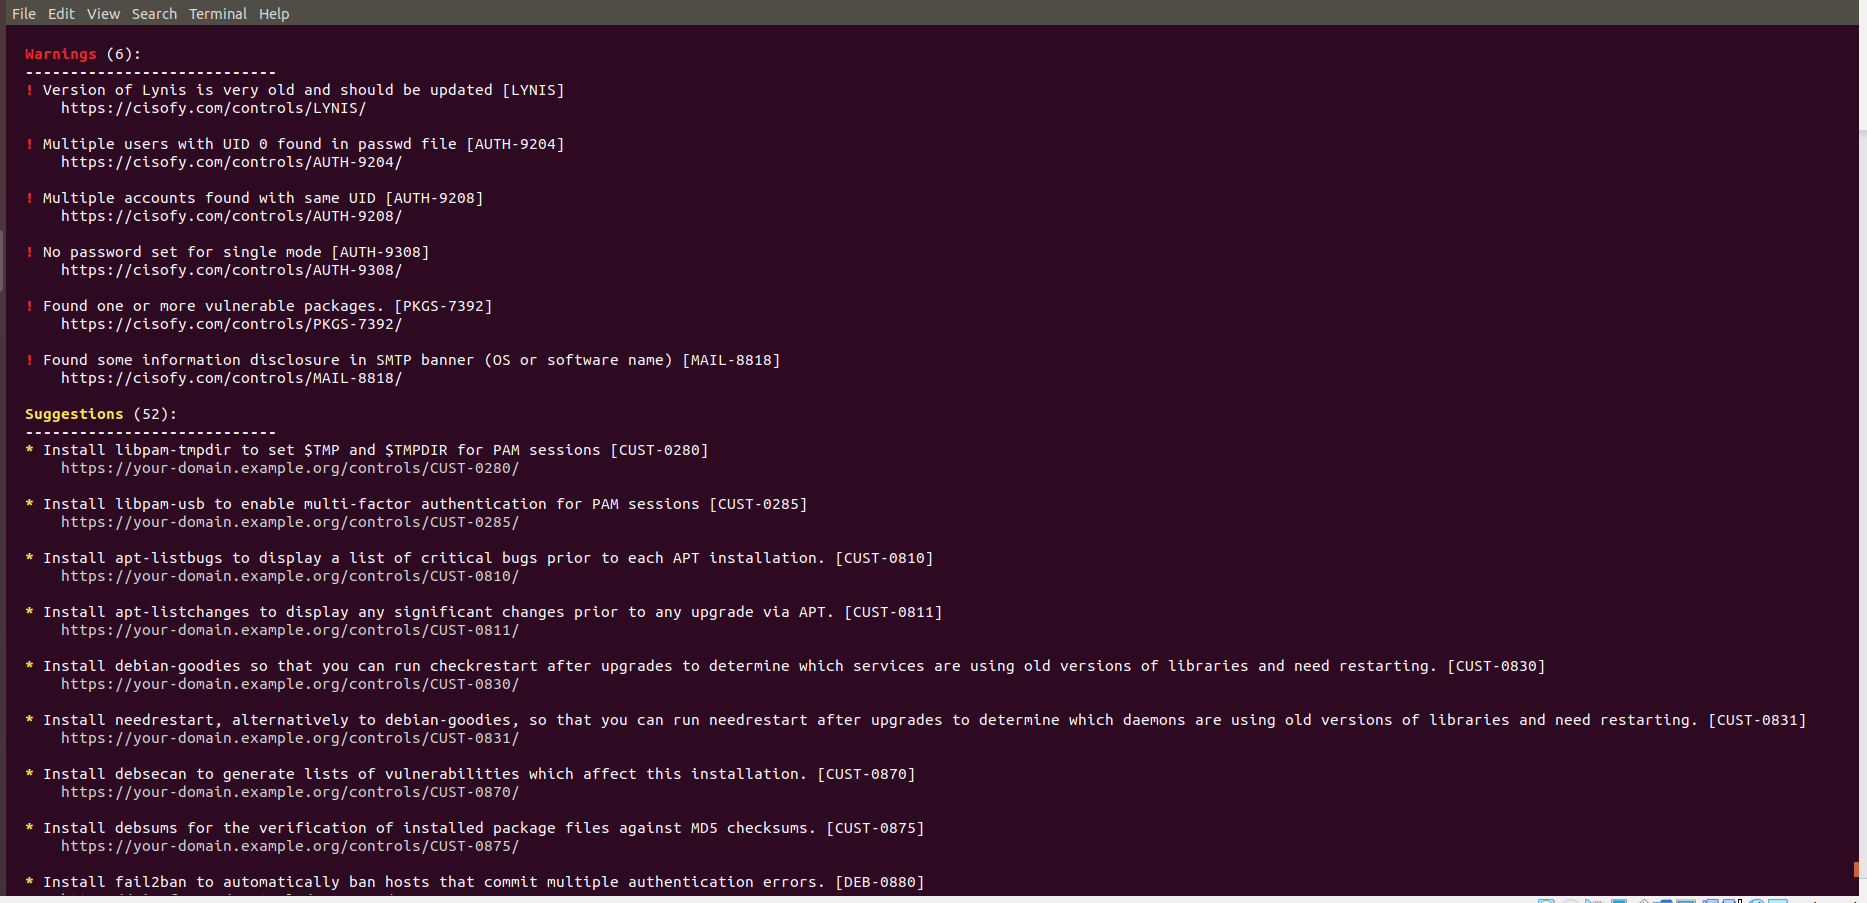 File Edit View Search Terminal Help
Warnings (6):
----------------------------
! Version of Lynis is very old and should be updated [LYNIS]
https://cisofy.com/controls/LYNIS/
! Multiple users with UID 0 found in passwd file [AUTH-9204]
https://cisofy.com/controls/AUTH-9204/
! Multiple accounts found with same UID [AUTH-9208]
https://cisofy.com/controls/AUTH-9208/
! No password set for single mode [AUTH-9308]
https://cisofy.com/controls/AUTH-9308/
! Found one or more vulnerable packages. [PKGS-7392]
https://cisofy.com/controls/PKGS-7392/
! Found some information disclosure in SMTP banner (OS or software name) [MAIL-8818]
https://cisofy.com/controls/MAIL-8818/
Suggestions (52):
----------------------------
* Install libpam-tmpdir to set $TMP and $TMPDIR for PAM sessions [CUST-0280]
https://your-domain.example.org/controls/CUST-0280/
* Install libpam-usb to enable multi-factor authentication for PAM sessions [CUST-0285]
https://your-domain.example.org/controls/CUST-0285/
* Install apt-listbugs to display a list of critical bugs prior to each APT installation. [CUST-0810]
https://your-domain.example.org/controls/CUST-0810/
* Install apt-listchanges to display any significant changes prior to any upgrade via APT. [CUST-0811]
https://your-domain.example.org/controls/CUST-0811/
* Install debian-goodies so that you can run checkrestart after upgrades to determine which services are using old versions of libraries and need restarting. [CUST-0830]
https://your-domain.example.org/controls/CUST-0830/
* Install needrestart, alternatively to debian-goodies, so that you can run needrestart after upgrades to determine which daemons are using old versions of libraries and need restarting. [CUST-0831]
https://your-domain.example.org/controls/CUST-0831/
* Install debsecan to generate lists of vulnerabilities which affect this installation. [CUST-0870]
https://your-domain.example.org/controls/CUST-0870/
* Install debsums for the verification of installed package files against MD5 checksums. [CUST-0875]
https://your-domain.example.org/controls/CUST-0875/
* Install fail2ban to automatically ban hosts that commit multiple authentication errors. [DEB-0880]